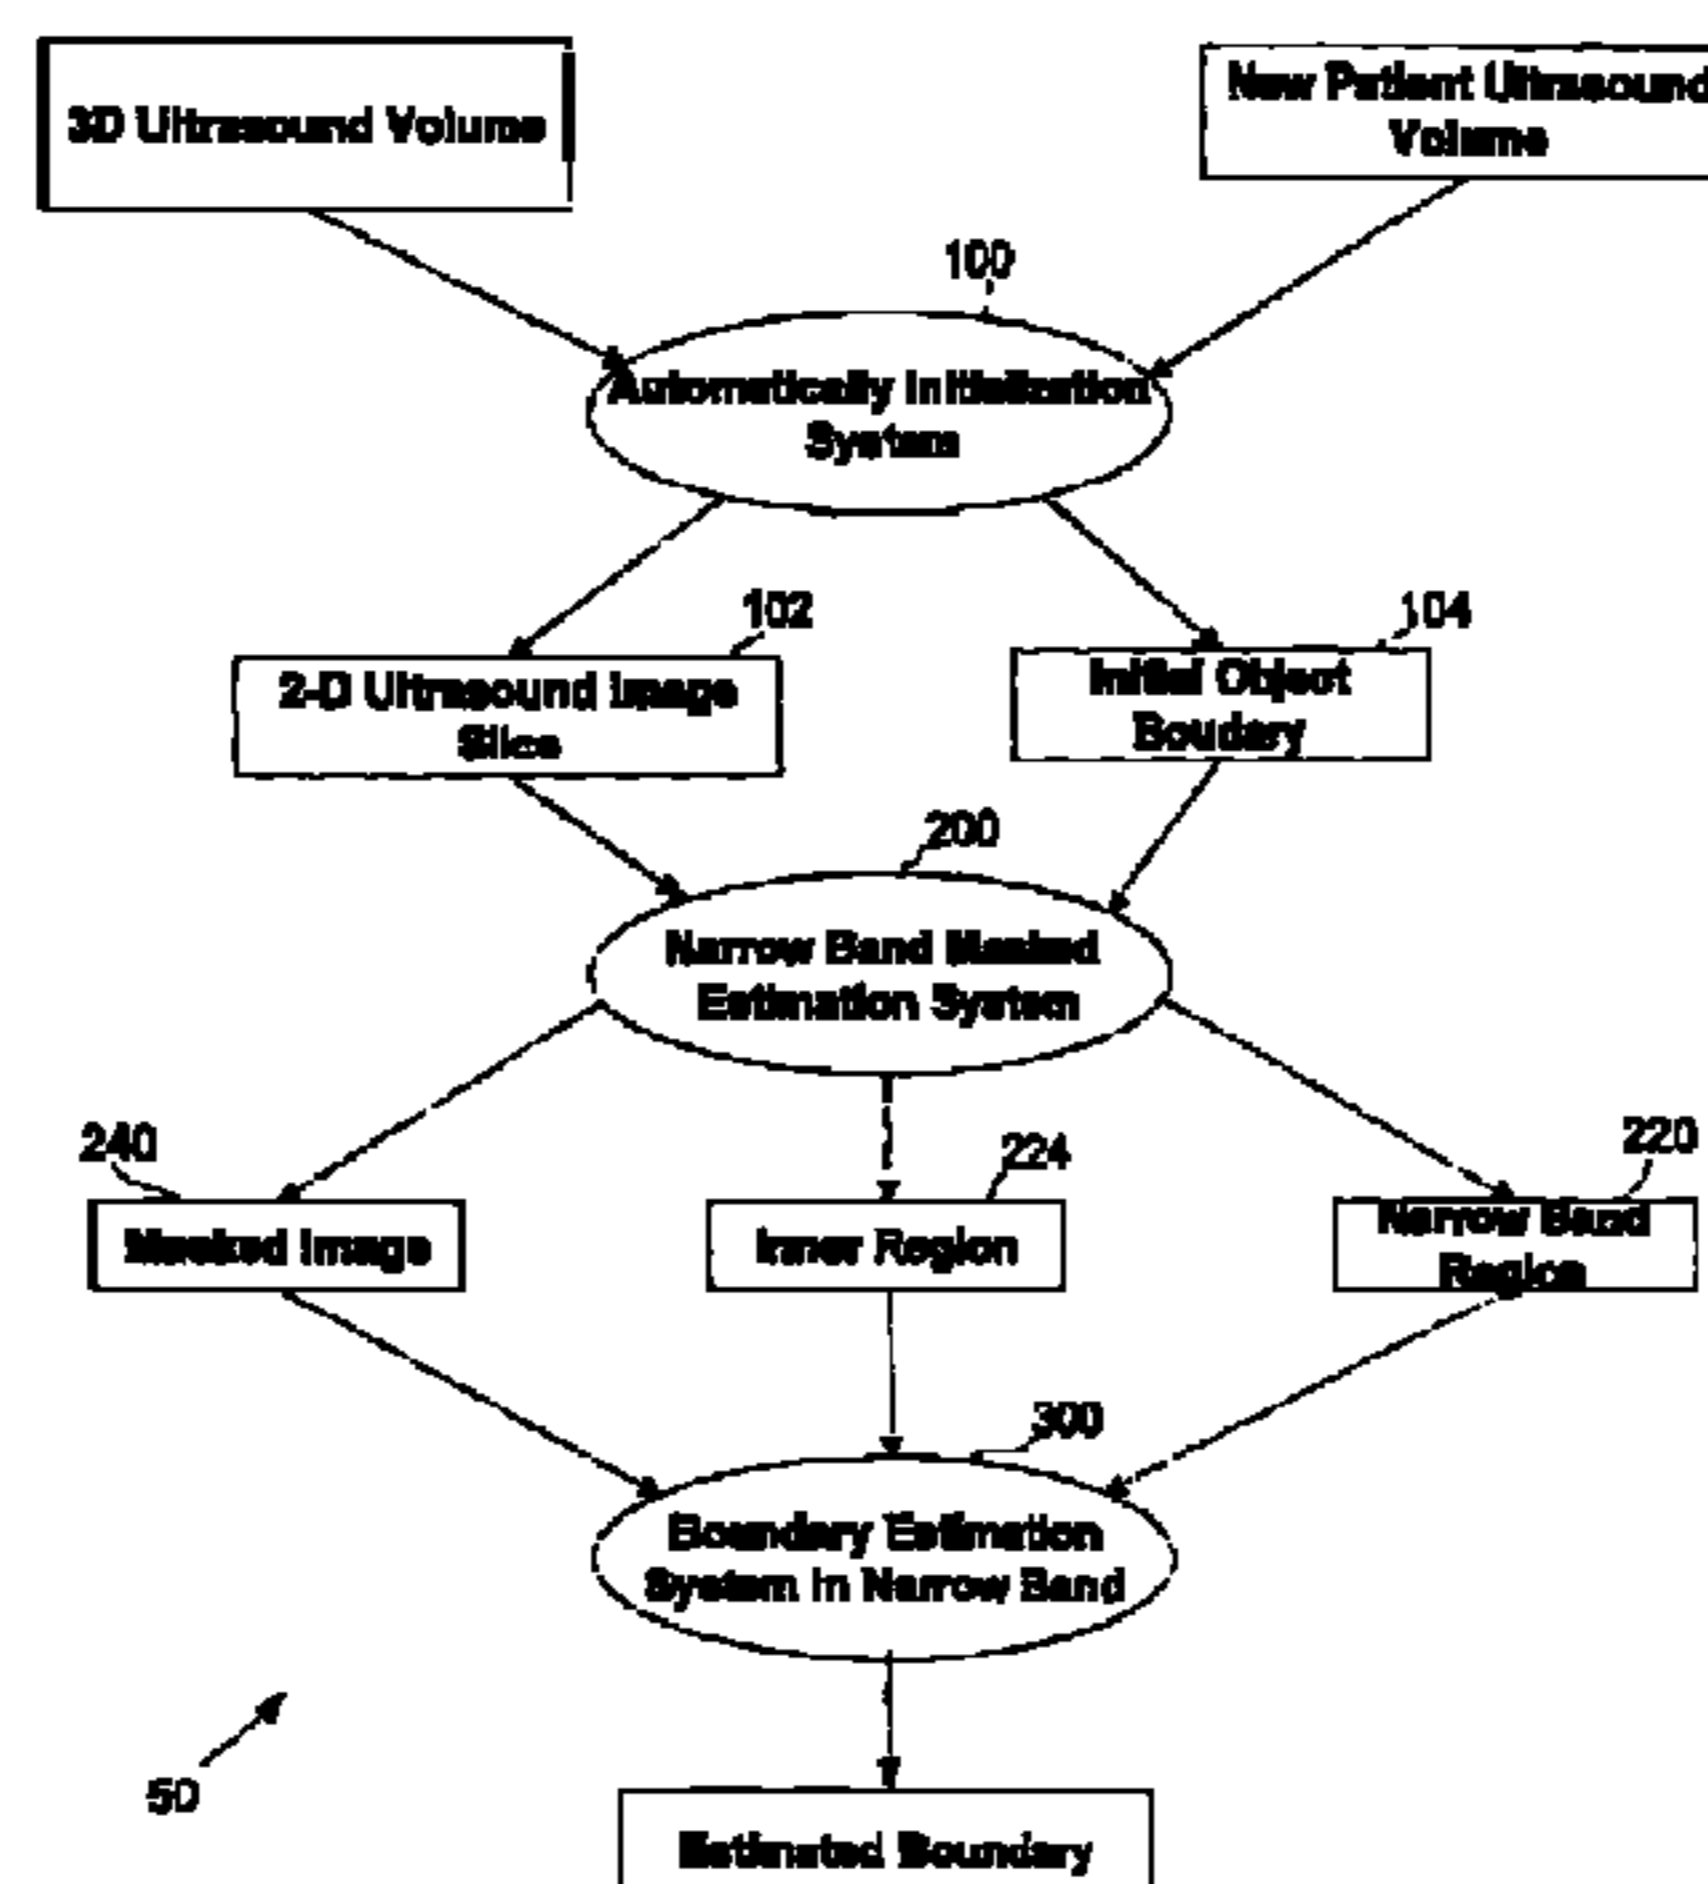 3D Ultrasound Volume
New Patient Ultrasound
Volume
100
Automatically Initialization
System
102
104
2-D Ultrasound Image
Slice
Initial Object
Boudary
200
Narrow Band Masked
Estimation System
240
224
220
Masked Image
Inner Region
Narrow Band
Region
300
Boundary Estimation
System in Narrow Band
50
Estimated Boundary